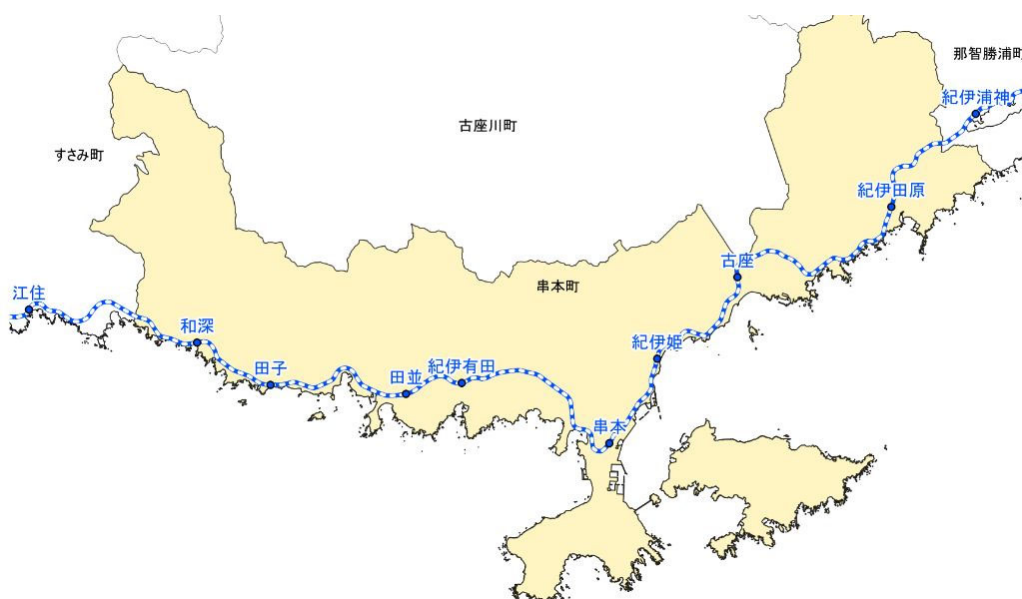 那智勝浦町
紀伊浦神
古座川町
すさみ町
紀伊田原
古座
串本町
江住
和深
紀伊姫
田子
田並
紀伊有田
串本